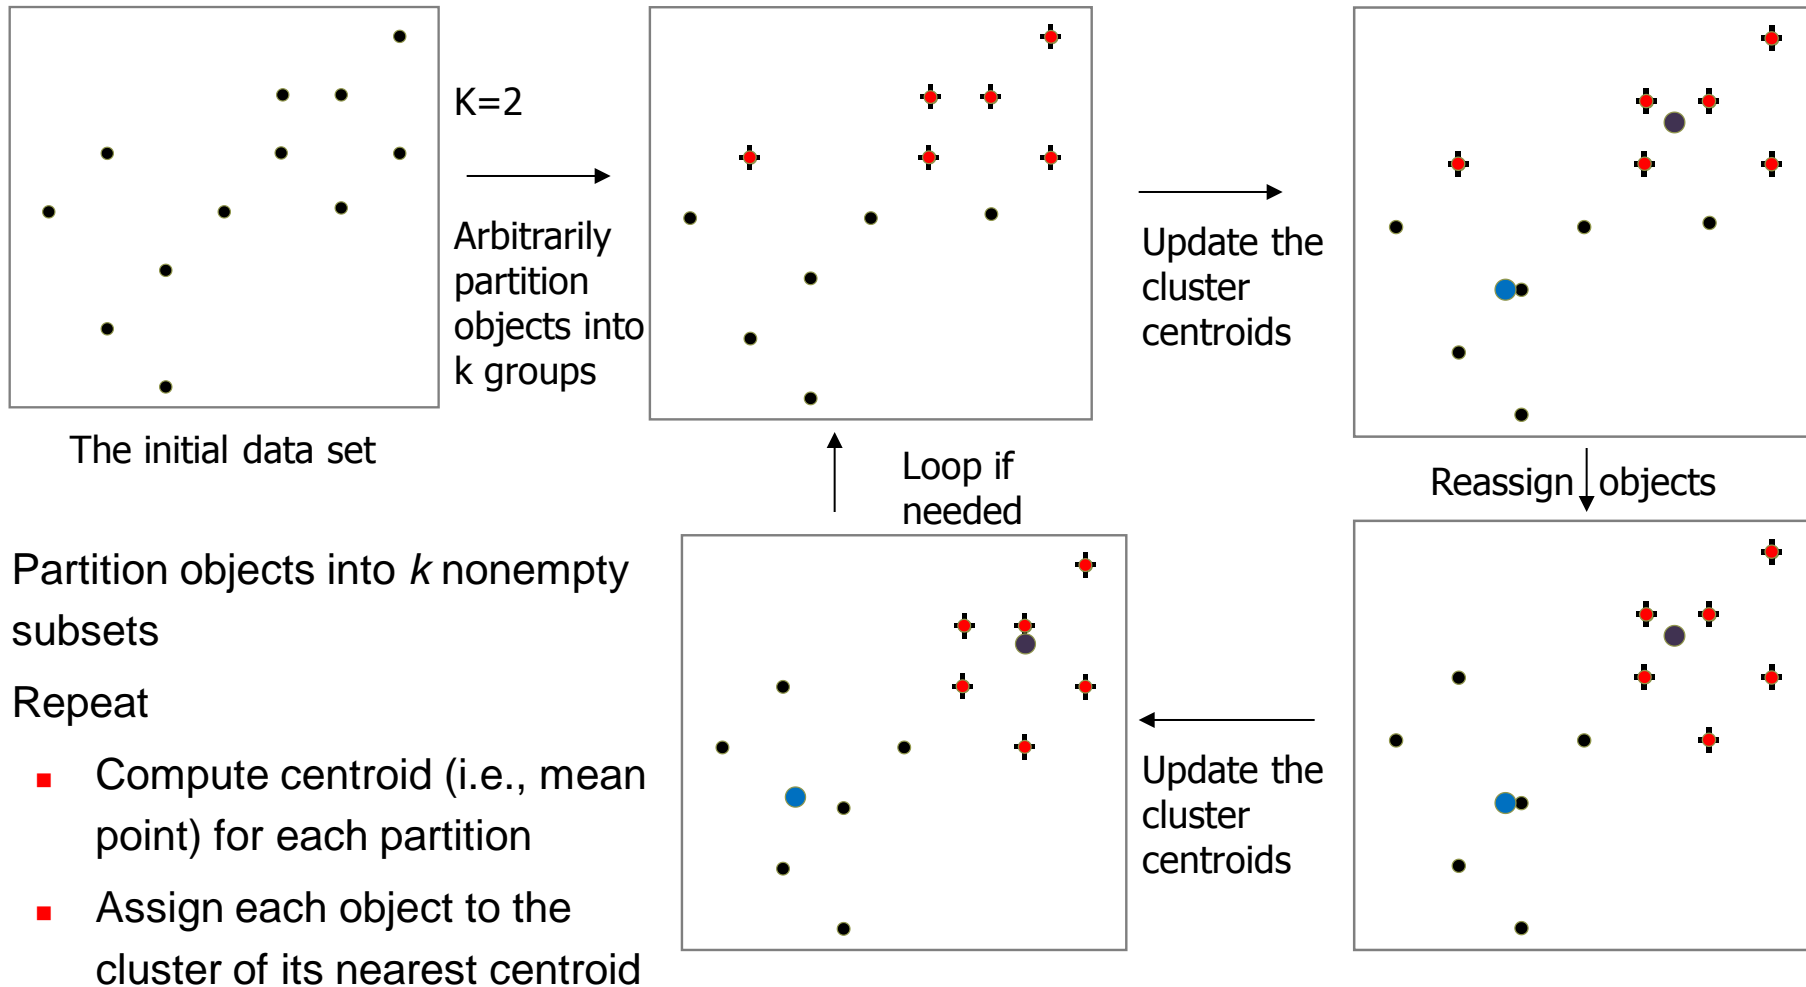 K=2
Arbitrarily
partition
objects into
k groups
Update the
cluster
centroids
The initial data set
Loop if
needed
Reassign objects
Update the
cluster
centroids
Partition objects into k nonempty
subsets
Repeat
Compute centroid (i.e., mean
point) for each partition
Assign each object to the
cluster of its nearest centroid